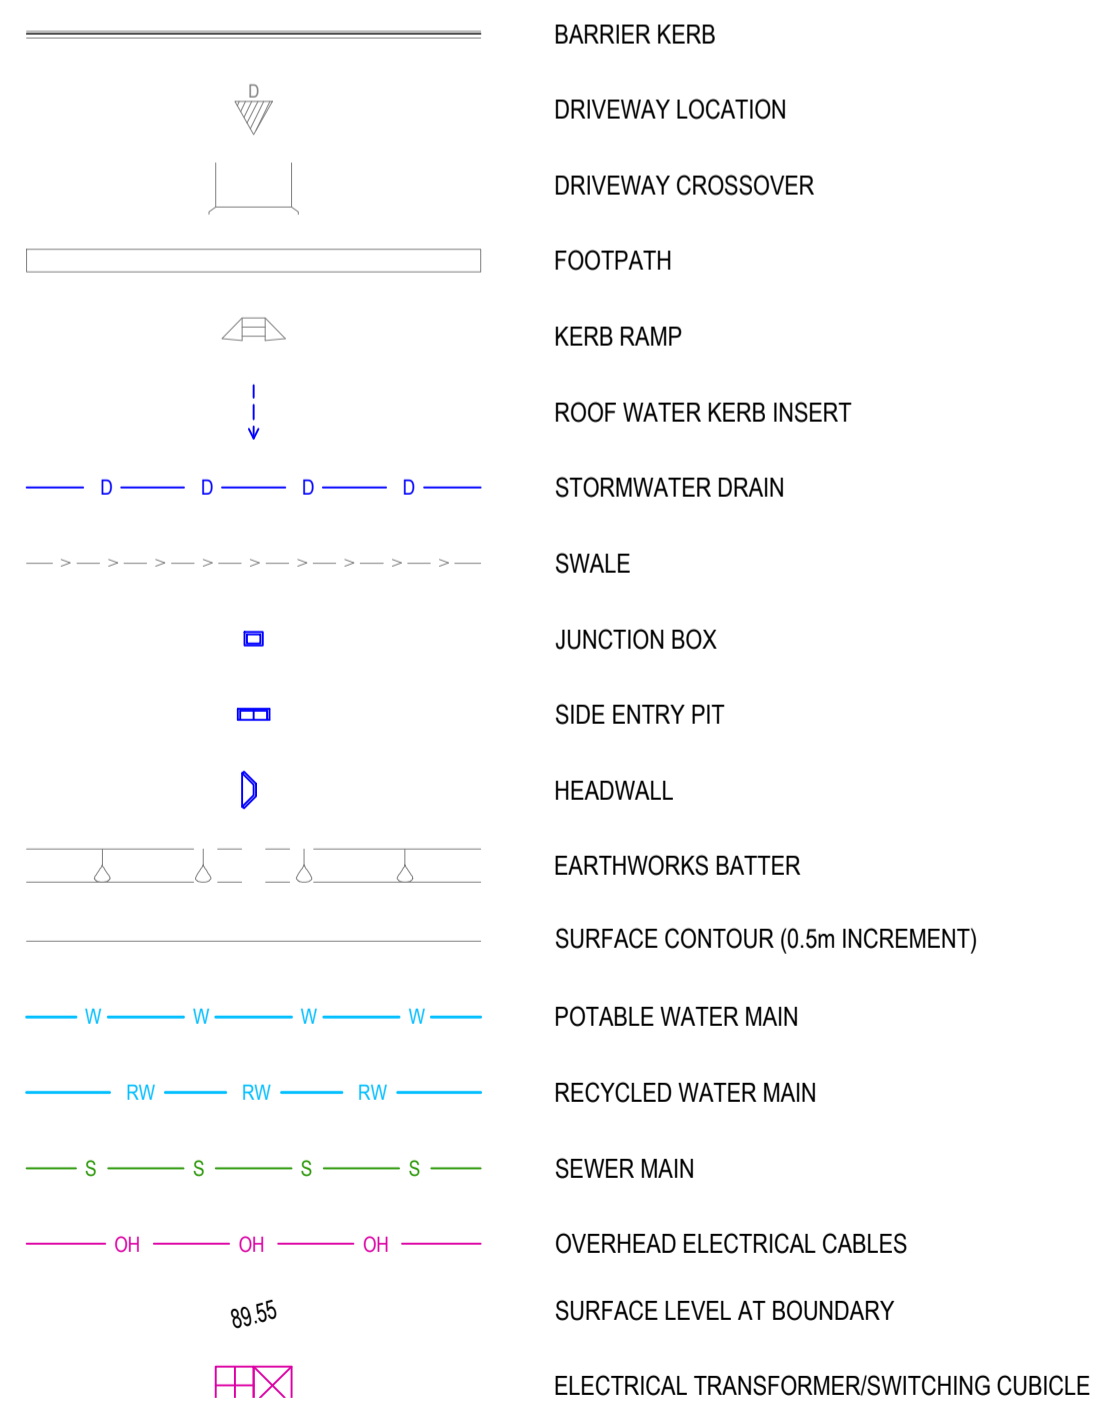 BARRIER KERB
D
DRIVEWAY LOCATION
DRIVEWAY CROSSOVER
FOOTPATH
KERB RAMP
ROOF WATER KERB INSERT
D D D D STORMWATER DRAIN
> > > > > > > > > SWALE
JUNCTION BOX
SIDE ENTRY PIT
HEADWALL
EARTHWORKS BATTER
SURFACE CONTOUR (0.5m INCREMENT)
W W W W POTABLE WATER MAIN
RW RW RW RECYCLED WATER MAIN
S S S S SEWER MAIN
OH OH OH OVERHEAD ELECTRICAL CABLES
89.55 SURFACE LEVEL AT BOUNDARY
ELECTRICAL TRANSFORMER/SWITCHING CUBICLE